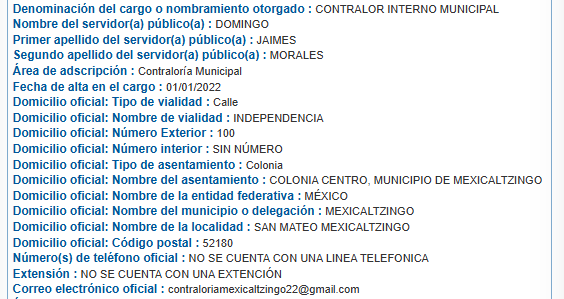 Denominación del cargo o nombramiento otorgado : CONTRALOR INTERNO MUNICIPAL
Nombre del servidor(a) público(a) : DOMINGO
Primer apellido del servidor(a) público(a) : JAIMES
Segundo apellido del servidor(a) público(a) : MORALES
Área de adscripción : Contraloría Municipal
Fecha de alta en el cargo : 01/01/2022
Domicilio oficial: Tipo de vialidad : Calle
Domicilio oficial: Nombre de vialidad : INDEPENDENCIA
Domicilio oficial: Número Exterior : 100
Domicilio oficial: Número interior : SIN NÚMERO
Domicilio oficial: Tipo de asentamiento : Colonia
Domicilio oficial: Nombre del asentamiento : COLONIA CENTRO, MUNICIPIO DE MEXICALTZINGO
Domicilio oficial: Nombre de la entidad federativa : MÉXICO
Domicilio oficial: Nombre del municipio o delegación : MEXICALTZINGO
Domicilio oficial: Nombre de la localidad : SAN MATEO MEXICALTZINGO
Domicilio oficial: Código postal : 52180
Número(s) de teléfono oficial : NO SE CUENTA CON UNA LINEA TELEFONICA
Extensión : NO SE CUENTA CON UNA EXTENCIÓN
Correo electrónico oficial : contraloriamexicaltzingo22@gmail.com